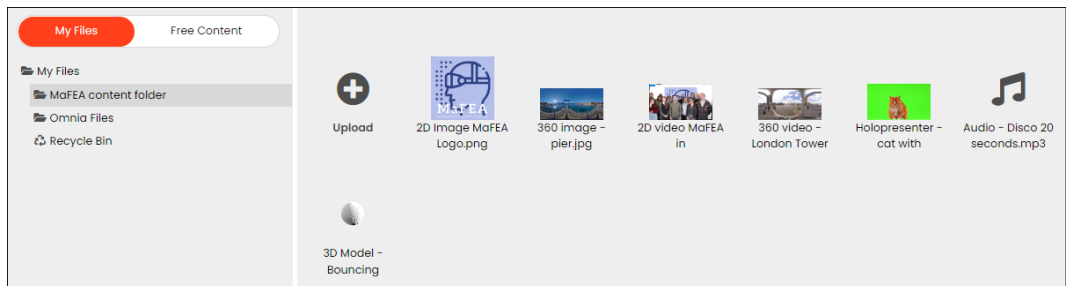 My Files
Free Content
My Files
MaFEA content folder
Omnia Files
Recycle Bin
MaFEA
Upload
2D Image MaFEA
Logo.png
360 image -
pier.jpg
2D video MaFEA
in
360 video -
London Tower
Holopresenter -
cat with
Audio - Disco 20
seconds.mp3
3D Model -
Bouncing